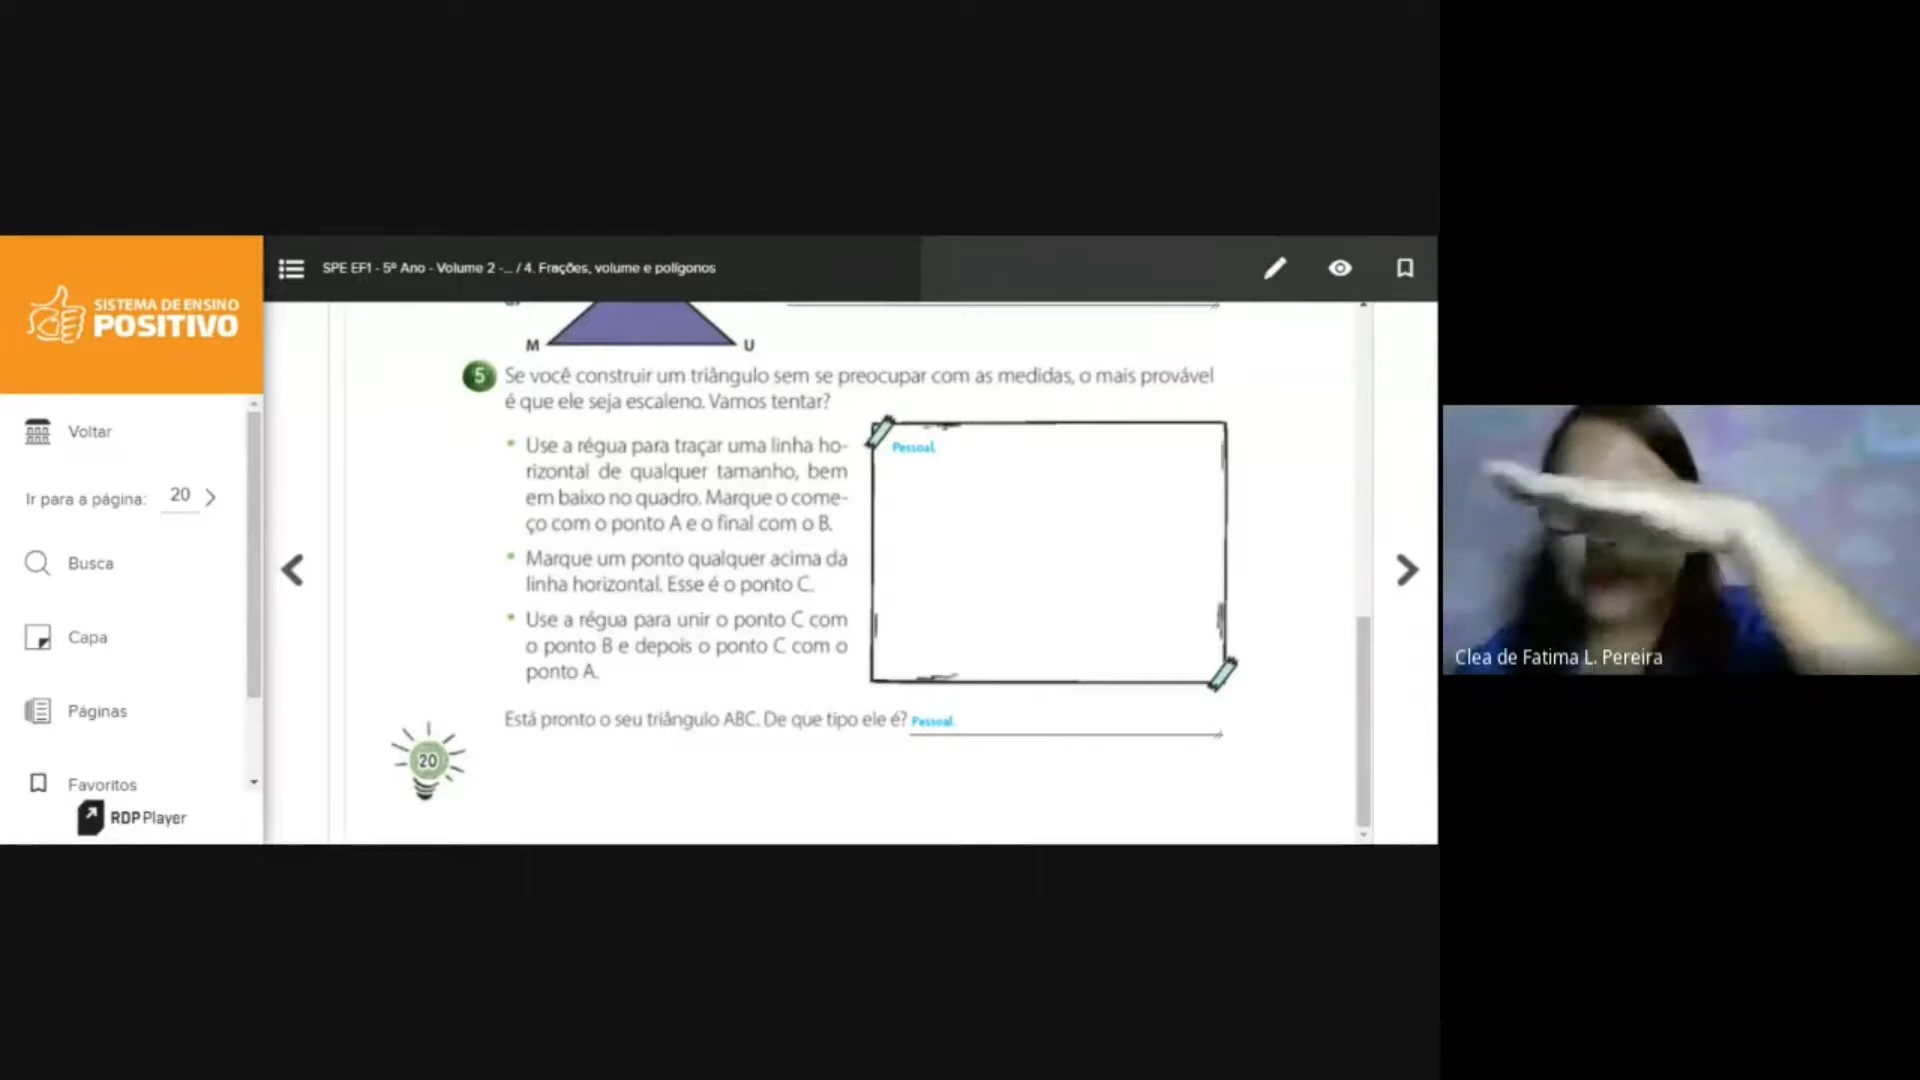 SISTEMA DE ENSINO
POSITIVO
SPE EF1 - 5º Ano - Volume 2 -... / 4. Frações, volume e polígonos
Voltar
Ir para a página: 20
Busca
Capa
Páginas
Favoritos
RDP Player
M
U
5 Se você construir um triângulo sem se preocupar com as medidas, o mais provável
é que ele seja escaleno. Vamos tentar?
• Use a régua para traçar uma linha ho-
rizontal de qualquer tamanho, bem
em baixo no quadro. Marque o come-
ço com o ponto A e o final com o B.
• Marque um ponto qualquer acima da
linha horizontal. Esse é o ponto C.
• Use a régua para unir o ponto C com
o ponto B e depois o ponto C com o
ponto A.
Pessoal.
Está pronto o seu triângulo ABC. De que tipo ele é? Pessoal.
20
Clea de Fatima L. Pereira